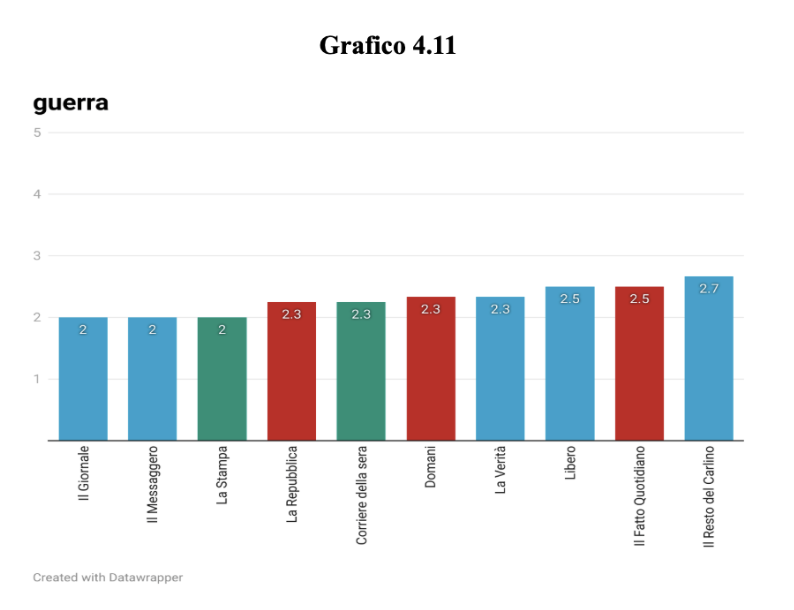 Grafico 4.11
guerra
5
4
3
2
1
2
2
2
2.3
2.3
2.3
2.3
2.5
2.5
2.7
Il Giornale
Il Messaggero
La Stampa
La Repubblica
Corriere della sera
Domani
La Verità
Libero
Il Fatto Quotidiano
Il Resto del Carlino
Created with Datawrapper